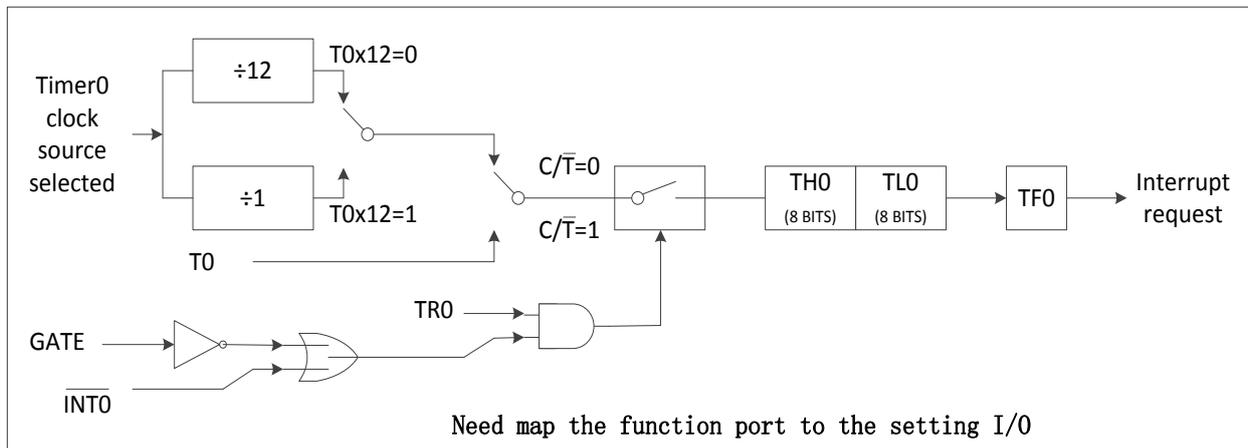 ÷12
T0x12=0
Timer0
clock
source
selected
÷1
T0x12=1
C/T̅=0
C/T̅=1
T0
TH0
(8 BITS)
TL0
(8 BITS)
TF0
Interrupt
request
TR0
GATE
I̅N̅T̅0̅
Need map the function port to the setting I/O